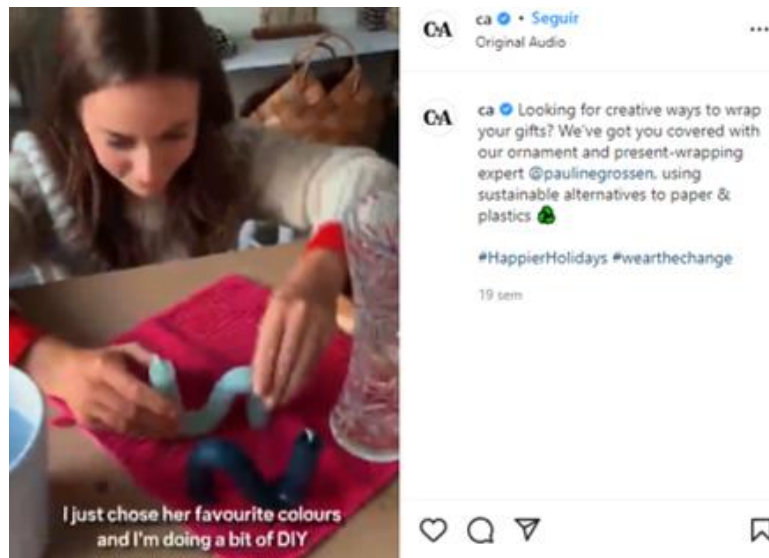 C&A
ca • Seguir
Original Audio
C&A
ca Looking for creative ways to wrap
your gifts? We've got you covered with
our ornament and present-wrapping
expert @paulinegrossen, using
sustainable alternatives to paper &
plastics
#HappierHolidays #wearthechange
19 sem
I just chose her favourite colours
and I'm doing a bit of DIY